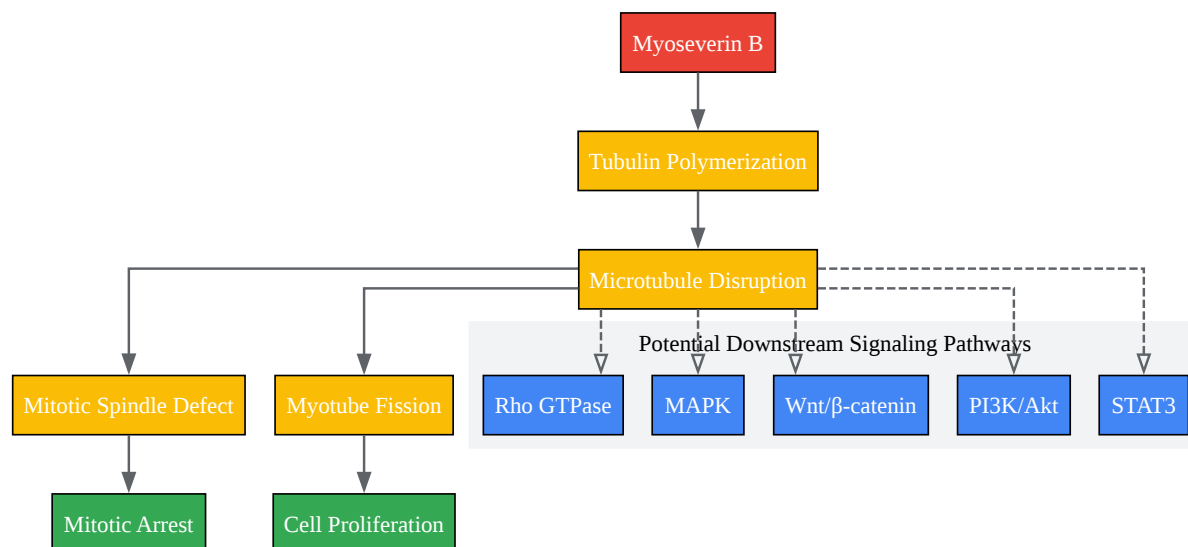 Myoseverin B
Tubulin Polymerization
Microtubule Disruption
Potential Downstream Signaling Pathways
Mitotic Spindle Defect
Myotube Fission
Rho GTPase
MAPK
Wnt/β-catenin
PI3K/Akt
STAT3
Mitotic Arrest
Cell Proliferation